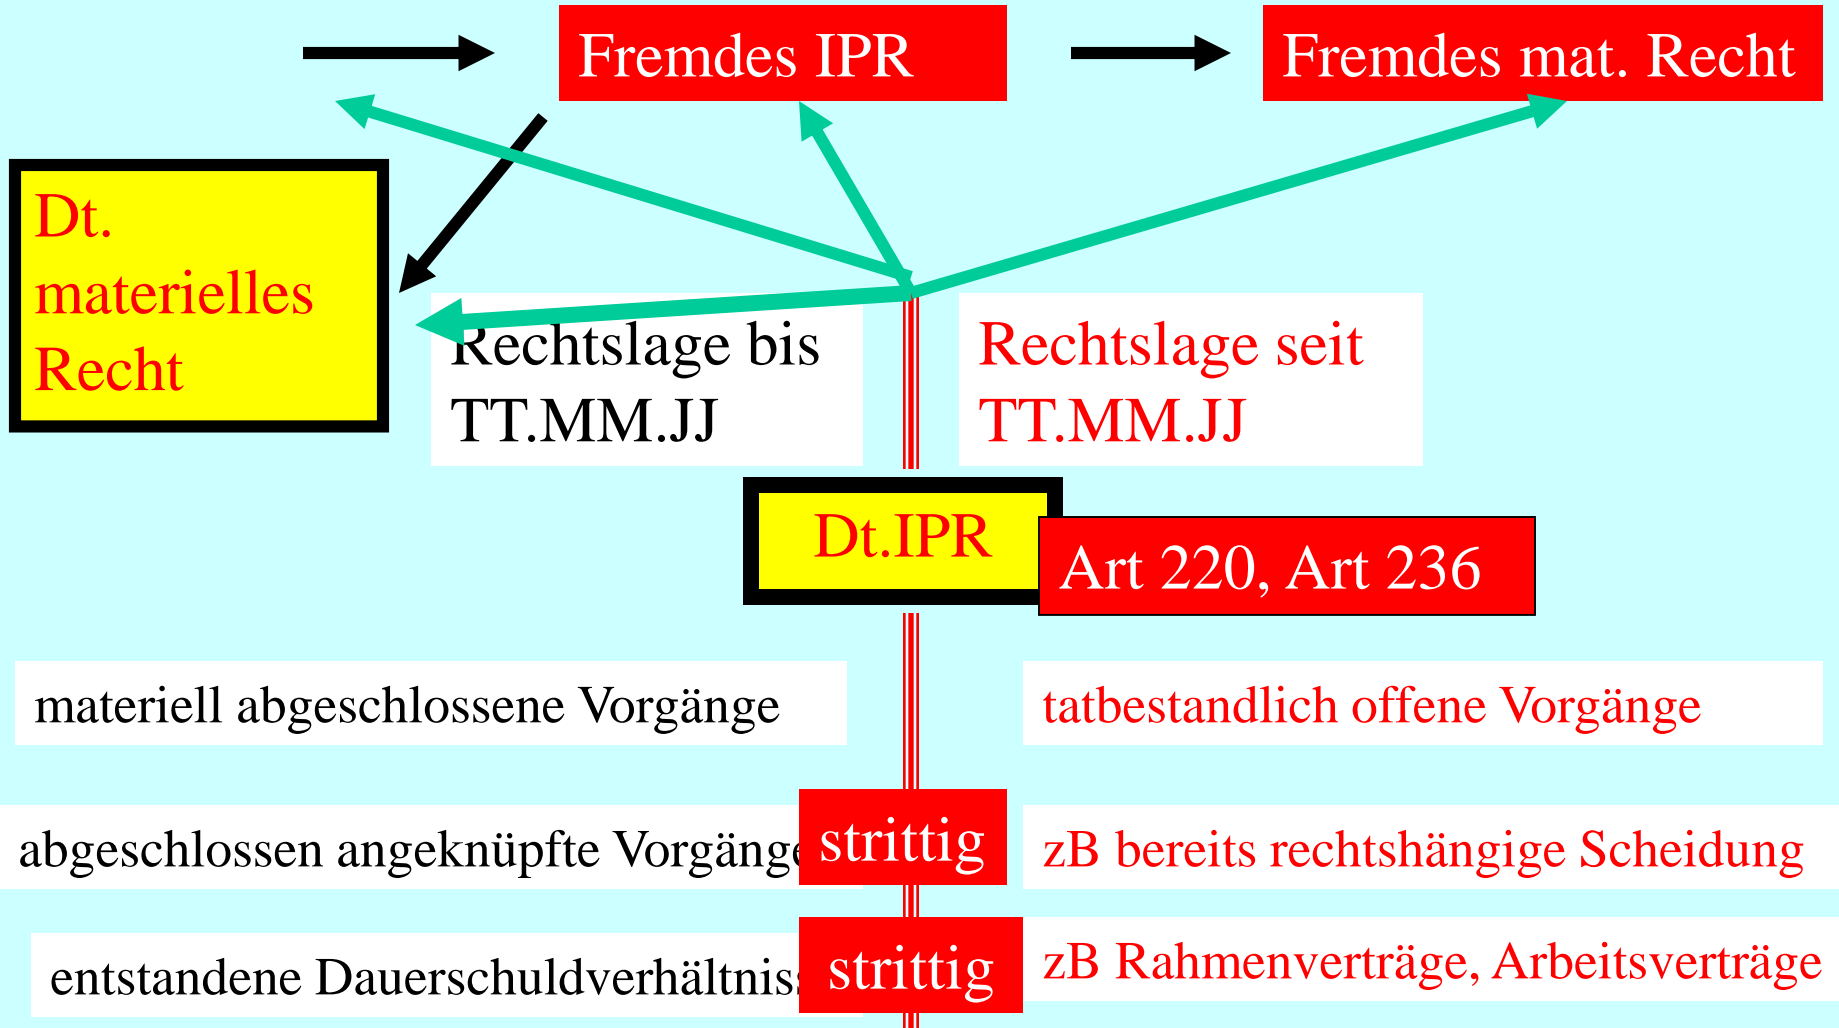 Fremdes IPR
Fremdes mat. Recht
Dt.
materielles
Recht
Rechtslage bis
TT.MM.JJ
Rechtslage seit
TT.MM.JJ
Dt.IPR
Art 220, Art 236
materiell abgeschlossene Vorgänge
tatbestandlich offene Vorgänge
abgeschlossen angeknüpfte Vorgänge
strittig
zB bereits rechtshängige Scheidung
entstandene Dauerschuldverhältniss
strittig
zB Rahmenverträge, Arbeitsverträge